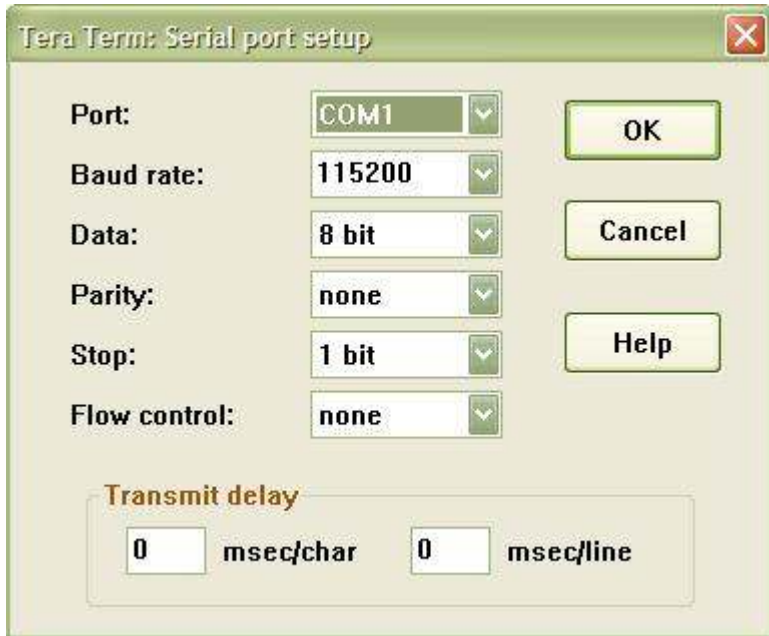 Tera Term: Serial port setup
Port: COM1
OK
Baud rate: 115200
Data: 8 bit
Cancel
Parity: none
Stop: 1 bit
Help
Flow control: none
Transmit delay
0 msec/char 0 msec/line